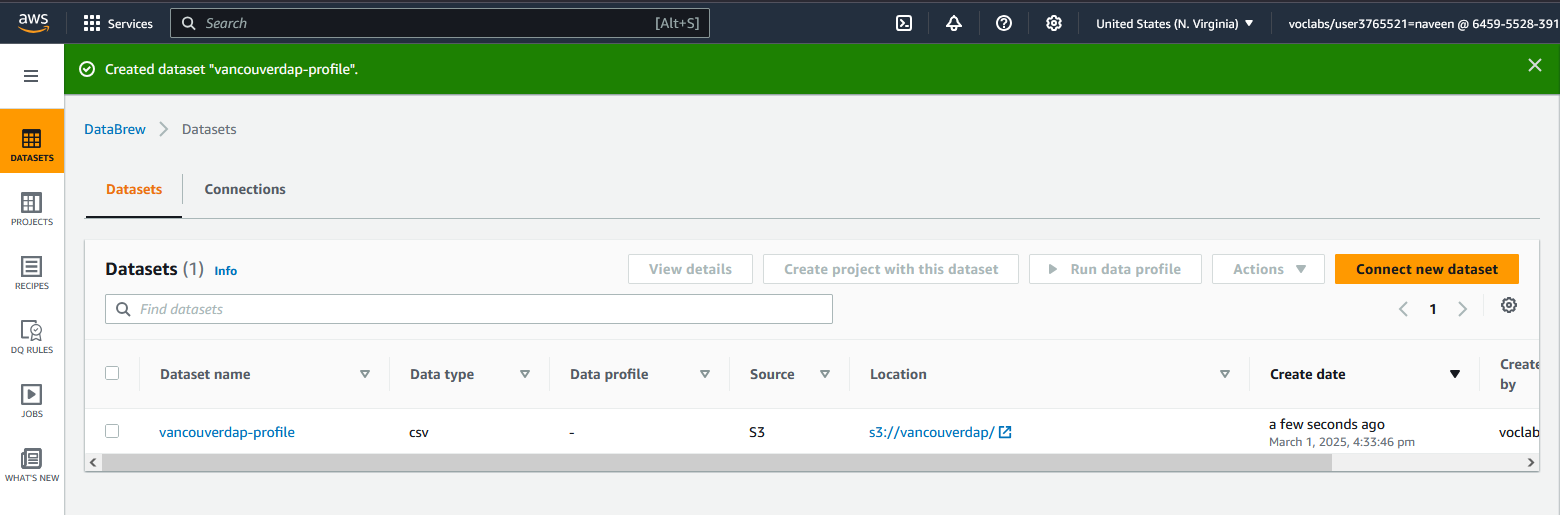 aws
Services
Search
[Alt+S]
United States (N. Virginia)
voclabs/user3765521=naveen @ 6459-5528-391
Created dataset "vancouverdap-profile".
DATASETS
PROJECTS
RECIPES
DQ RULES
JOBS
WHAT'S NEW
DataBrew
Datasets
Datasets
Connections
Datasets (1) Info
View details
Create project with this dataset
Run data profile
Actions
Connect new dataset
Find datasets
1
Dataset name
Data type
Data profile
Source
Location
Create date
Create
by
vancouverdap-profile
csv
-
S3
s3://vancouverdap/
a few seconds ago
March 1, 2025, 4:33:46 pm
voclab